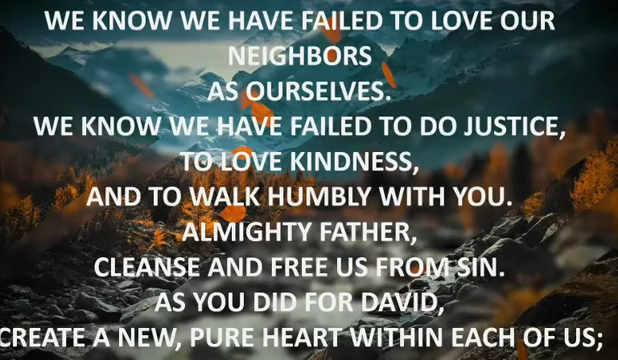 WE KNOW WE HAVE FAILED TO LOVE OUR
NEIGHBORS
AS OURSELVES.
WE KNOW WE HAVE FAILED TO DO JUSTICE,
TO LOVE KINDNESS,
AND TO WALK HUMBLY WITH YOU.
ALMIGHTY FATHER,
CLEANSE AND FREE US FROM SIN.
AS YOU DID FOR DAVID,
CREATE A NEW, PURE HEART WITHIN EACH OF US;